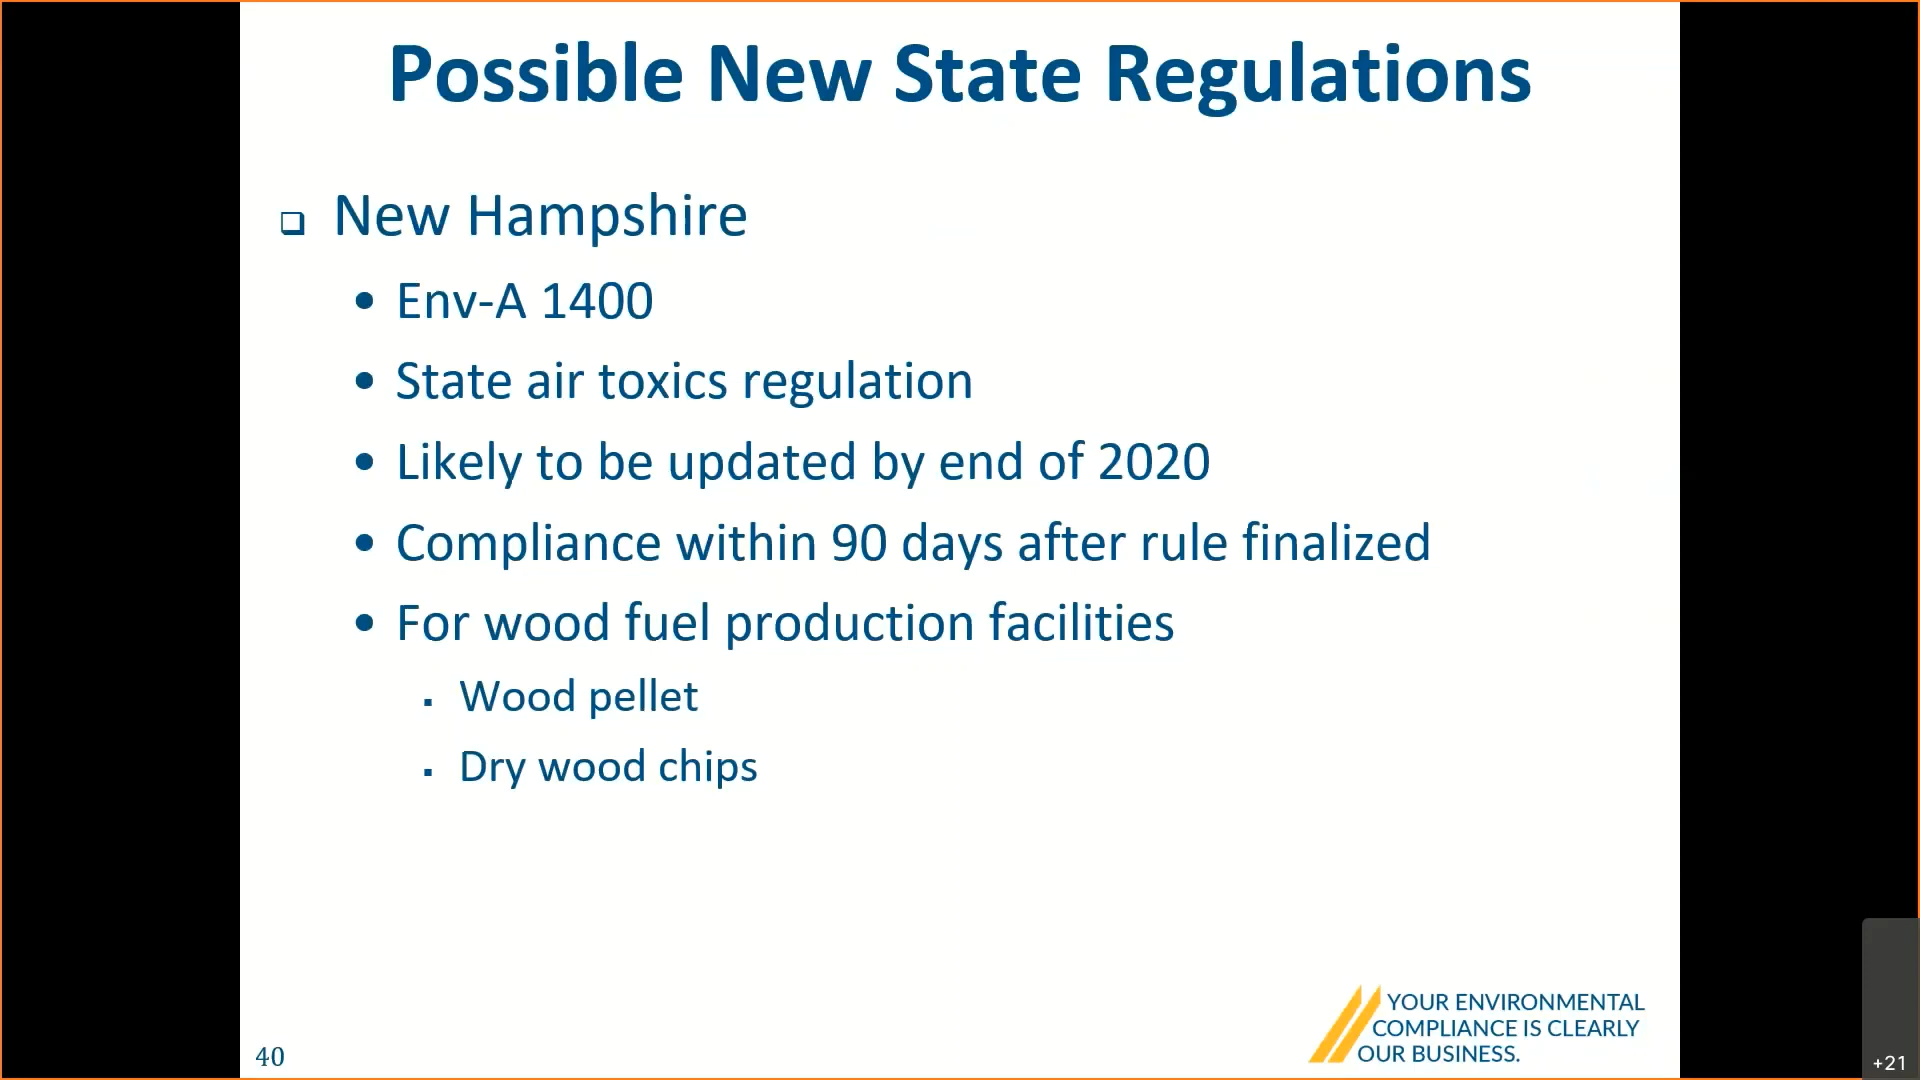 Possible New State Regulations
❑ New Hampshire
• Env-A 1400
• State air toxics regulation
• Likely to be updated by end of 2020
• Compliance within 90 days after rule finalized
• For wood fuel production facilities
▪ Wood pellet
▪ Dry wood chips
YOUR ENVIRONMENTAL
COMPLIANCE IS CLEARLY
OUR BUSINESS.
40
+21